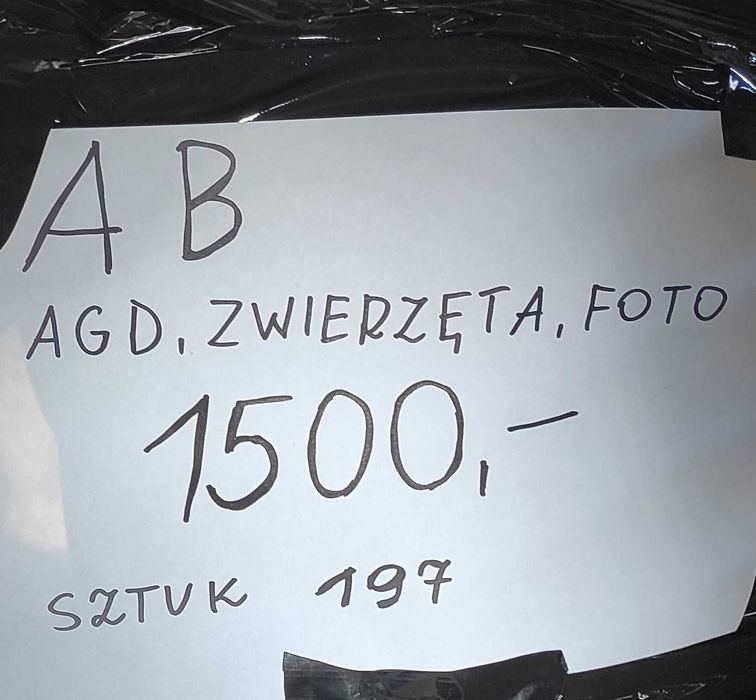 A B
AGD, ZWIERZĘTA, FOTO
1500,-
SZTUK 197